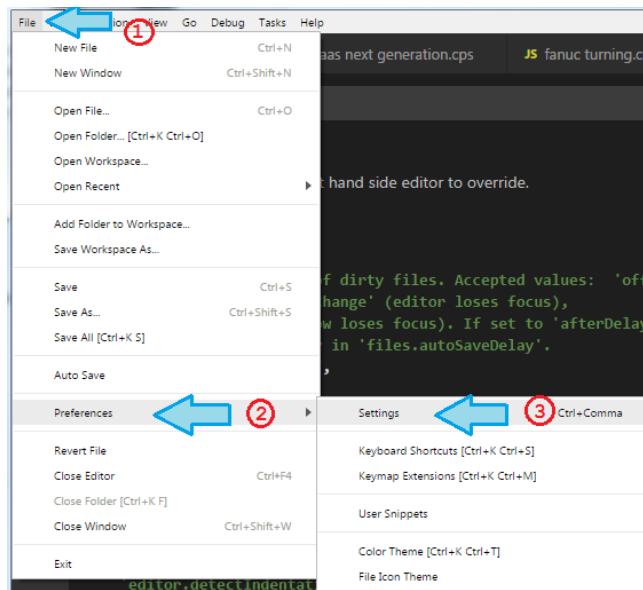 File ion View Go Debug Tasks Help
1
New File Ctrl+N
New Window Ctrl+Shift+N
aas next generation.cps JS fanuc turning.c
Open File... Ctrl+O
Open Folder... [Ctrl+K Ctrl+O]
Open Workspace...
Open Recent
hand side editor to override.
Add Folder to Workspace...
Save Workspace As...
Save Ctrl+S
Save As... Ctrl+Shift+S
Save All [Ctrl+K S]
f dirty files. Accepted values: 'of
hange' (editor loses focus),
w loses focus). If set to 'afterDelay
in 'files.autoSaveDelay'.
,
Auto Save
Preferences 2
Settings 3 Ctrl+Comma
Revert File
Close Editor Ctrl+F4
Close Folder [Ctrl+K F]
Close Window Ctrl+Shift+W
Exit
Keyboard Shortcuts [Ctrl+K Ctrl+S]
Keymap Extensions [Ctrl+K Ctrl+M]
User Snippets
Color Theme [Ctrl+K Ctrl+T]
File Icon Theme
editor.detectIndentat